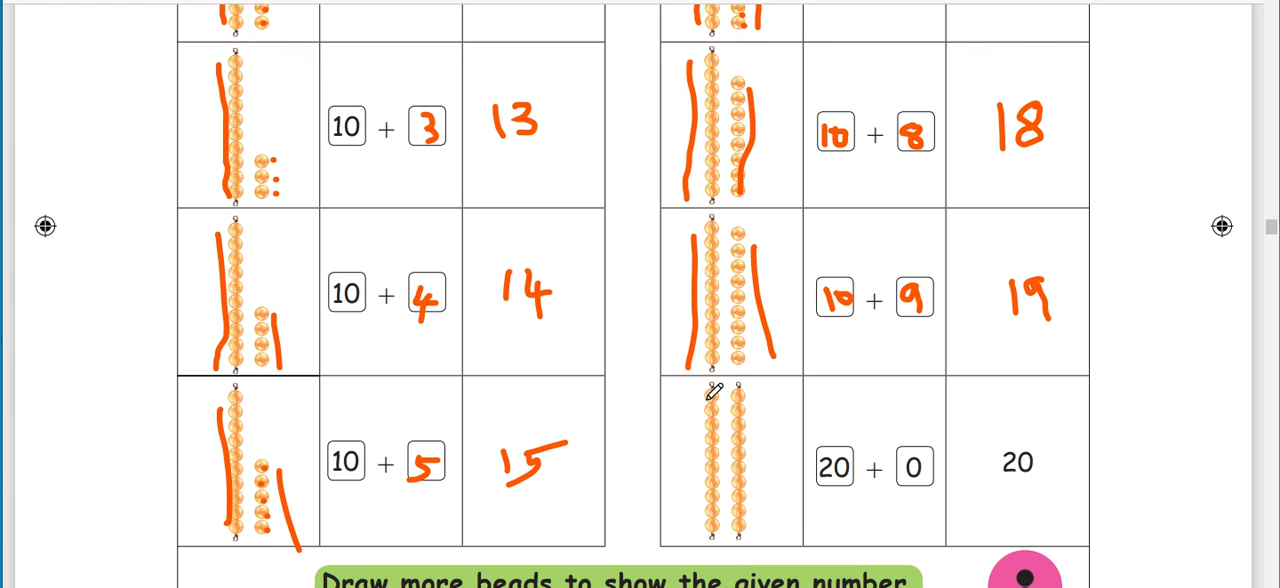 10 + 3 13
10 + 8 18
10 + 4 14
10 + 9 19
10 + 5 15
20 + 0 20
Draw more beads to show the given number